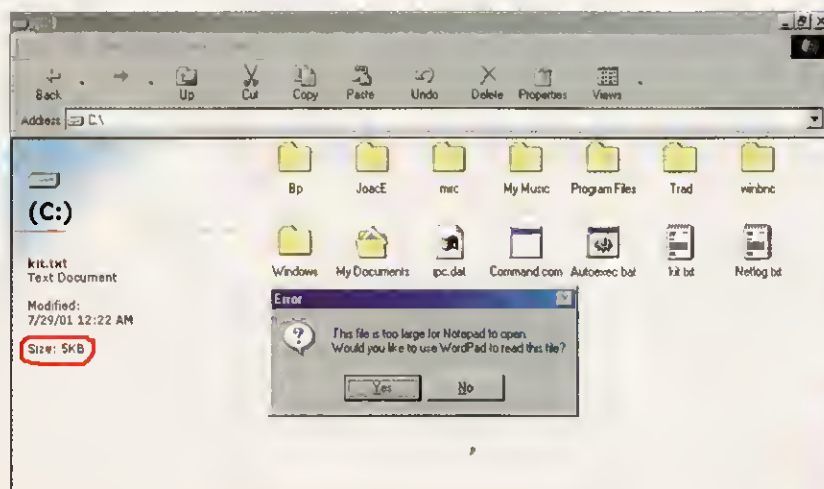 Back
Up
Cut
Copy
Paste
Undo
Delete
Properties
Views
Address
C:\
Bp
JoacE
mirc
My Music
Program Files
Trad
winbnc
(C:)
Windows
My Documents
ipc.dat
Command.com
Autoexec.bat
kit.txt
Netlog.txt
kit.txt
Text Document
Modified:
7/29/01 12:22 AM
Size: 5KB
Error
This file is too large for Notepad to open.
Would you like to use WordPad to read this file?
Yes
No